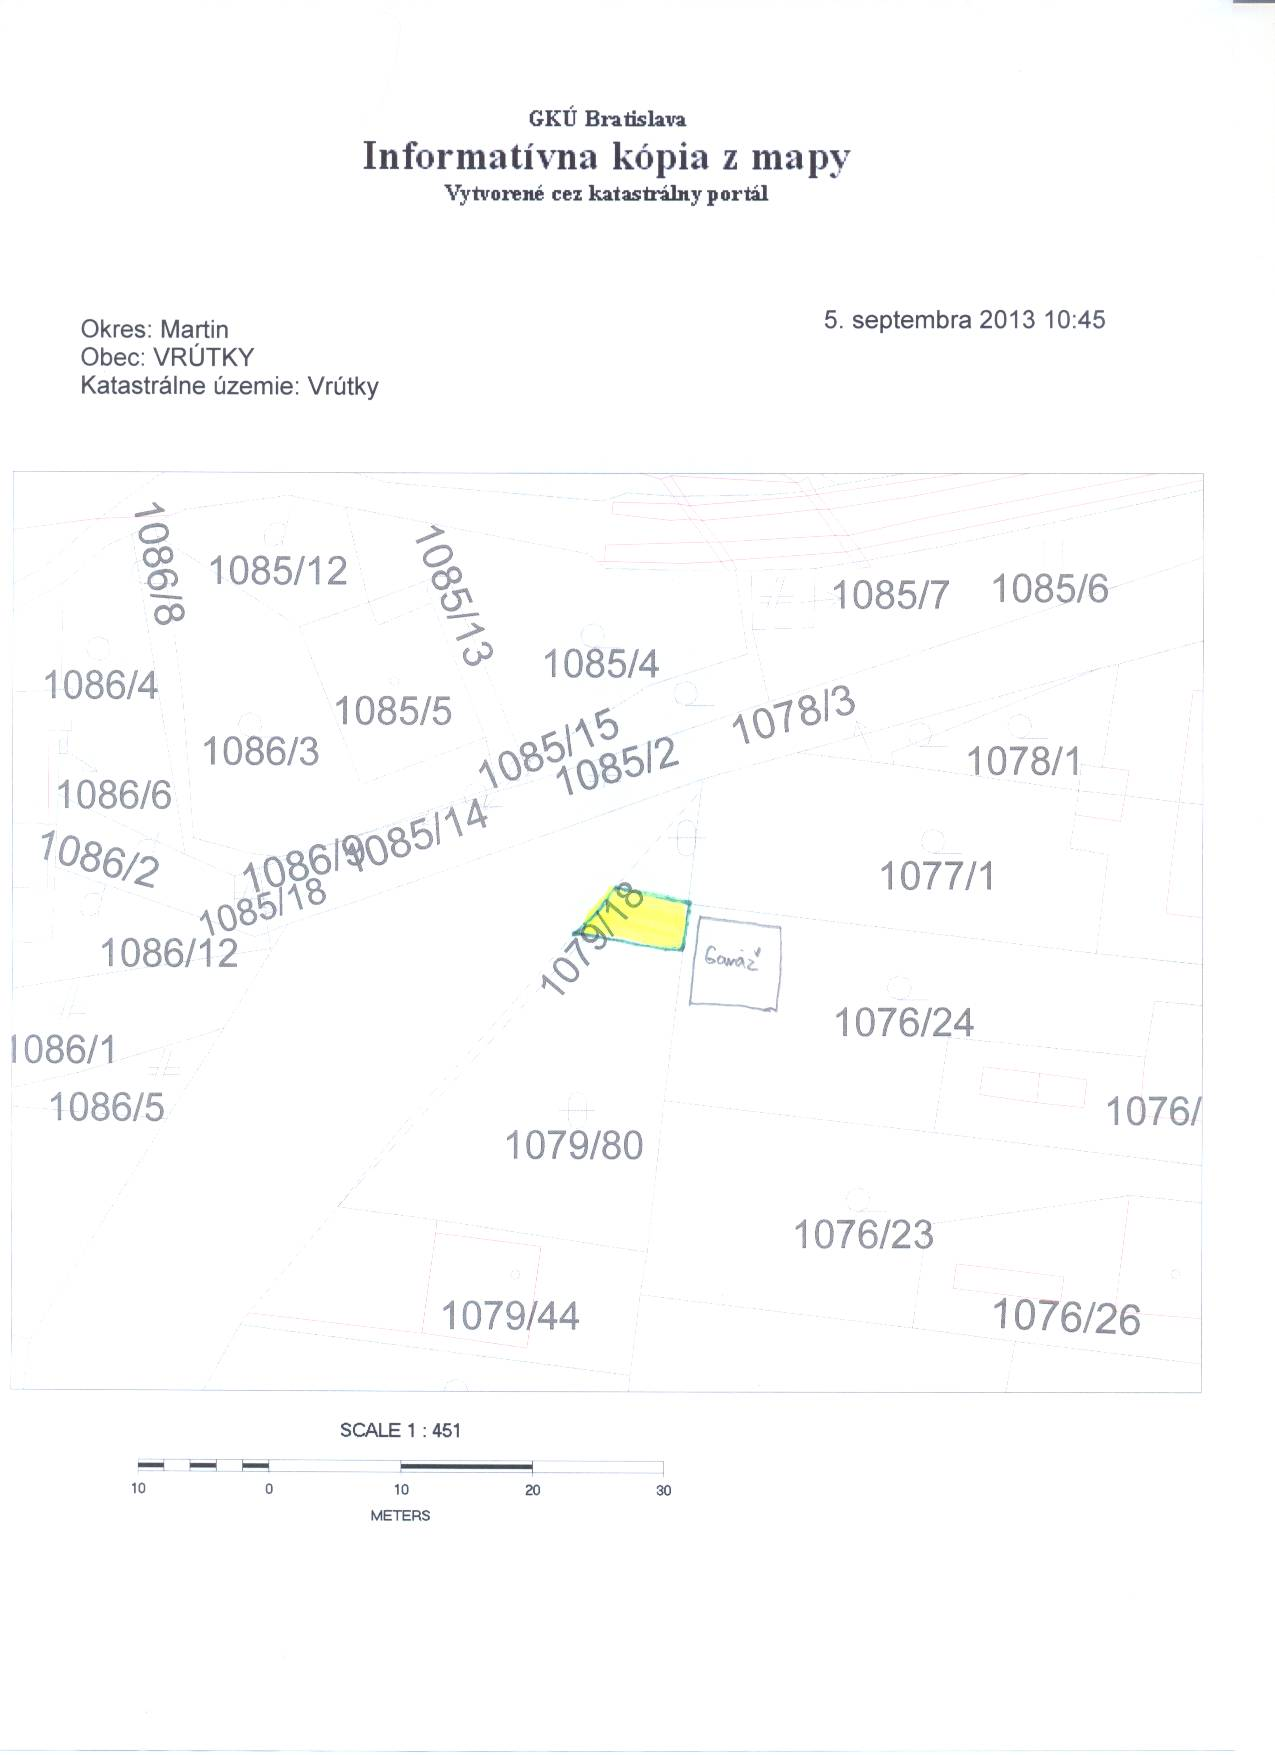 GKÚ Bratislava
Informatívna kópia z mapy
Vytvorené cez katastrálny portál
5. septembra 2013 10:45
Okres: Martin
Obec: VRÚTKY
Katastrálne územie: Vrútky
1086/8
1085/12
1085/13
1085/7
1085/6
1085/4
1086/4
1085/5
1078/3
1086/3
1085/15
1085/2
1078/1
1086/6
1085/14
1086/2
1086/9
1077/1
1085/18
1079/18
1086/12
Garáž
1076/24
1086/1
1086/5
1076/
1079/80
1076/23
1079/44
1076/26
SCALE 1 : 451
10 0 10 20 30
METERS